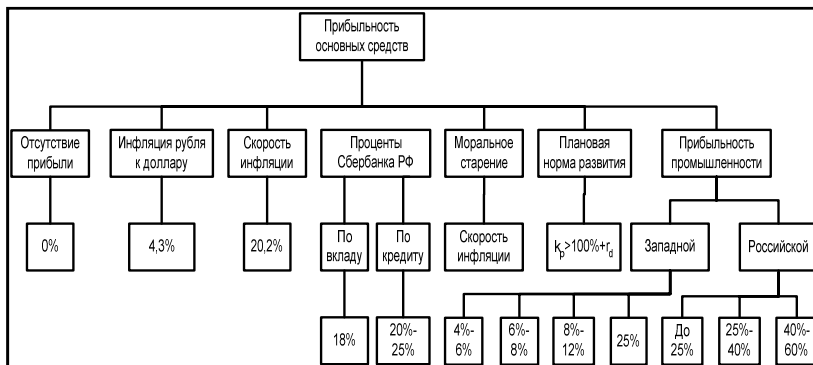 Прибыльность
основных средств
Отсутствие
прибыли
Инфляция рубля
к доллару
Скорость
инфляции
Проценты
Сбербанка РФ
Моральное
старение
Плановая
норма развития
Прибыльность
промышленности
0%
4,3%
20,2%
По
вкладу
По
кредиту
Скорость
инфляции
kp>100%+rd
Западной
Российской
18%
20%-
25%
4%-
6%
6%-
8%
8%-
12%
25%
До
25%
25%-
40%
40%-
60%